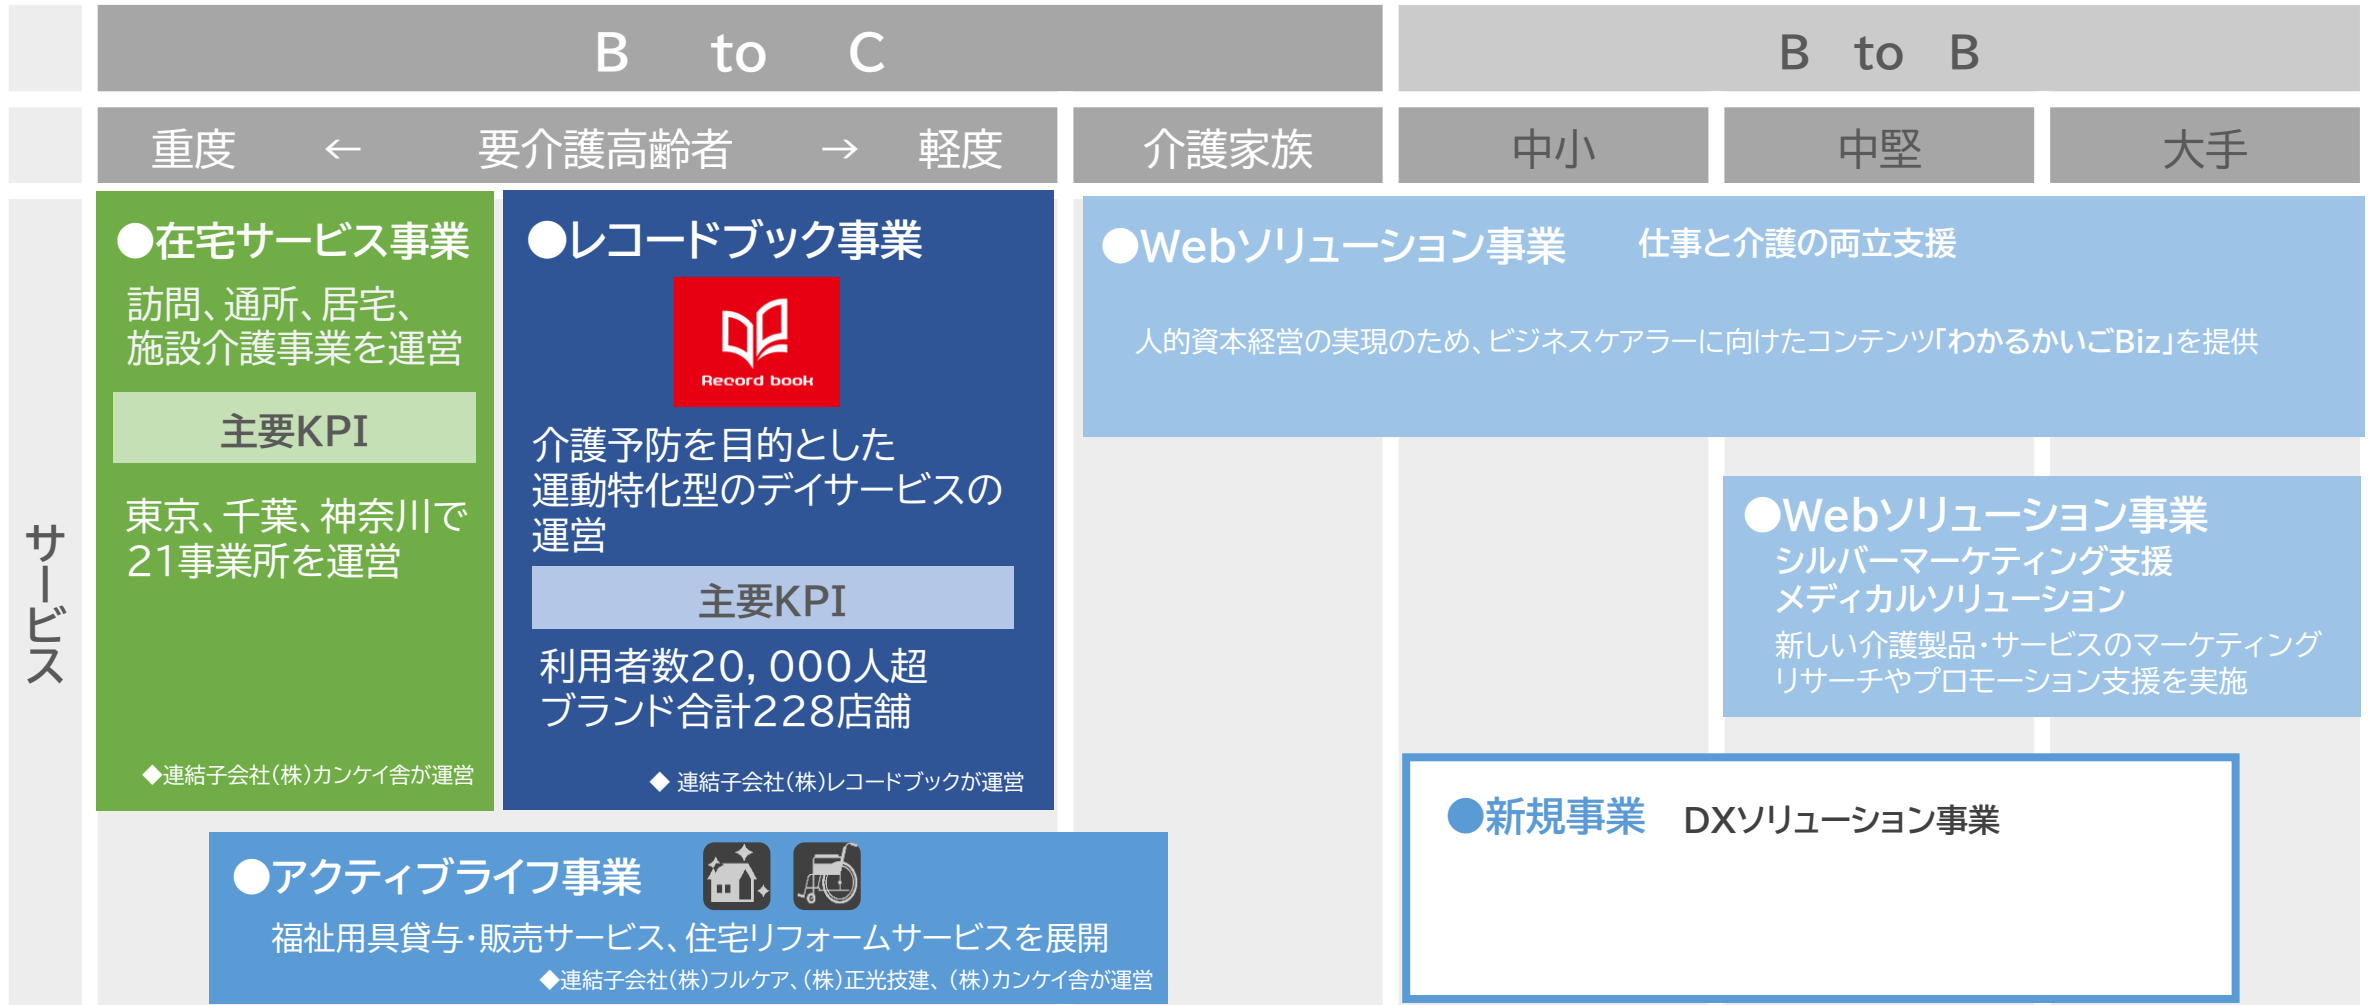 B to C
B to B
重度 ← 要介護高齢者 → 軽度
介護家族
中小
中堅
大手
サービス
●在宅サービス事業
訪問、通所、居宅、
施設介護事業を運営
主要KPI
東京、千葉、神奈川で
21事業所を運営
◆連結子会社(株)カンケイ舎が運営
●レコードブック事業
Record book
介護予防を目的とした
運動特化型のデイサービスの
運営
主要KPI
利用者数20,000人超
ブランド合計228店舗
◆ 連結子会社(株)レコードブックが運営
●Webソリューション事業 仕事と介護の両立支援
人的資本経営の実現のため、ビジネスケアラーに向けたコンテンツ「わかるかいごBiz」を提供
●Webソリューション事業
シルバーマーケティング支援
メディカルソリューション
新しい介護製品・サービスのマーケティング
リサーチやプロモーション支援を実施
●新規事業 DXソリューション事業
●アクティブライフ事業
福祉用具貸与・販売サービス、住宅リフォームサービスを展開
◆連結子会社(株)フルケア、(株)正光技建、(株)カンケイ舎が運営